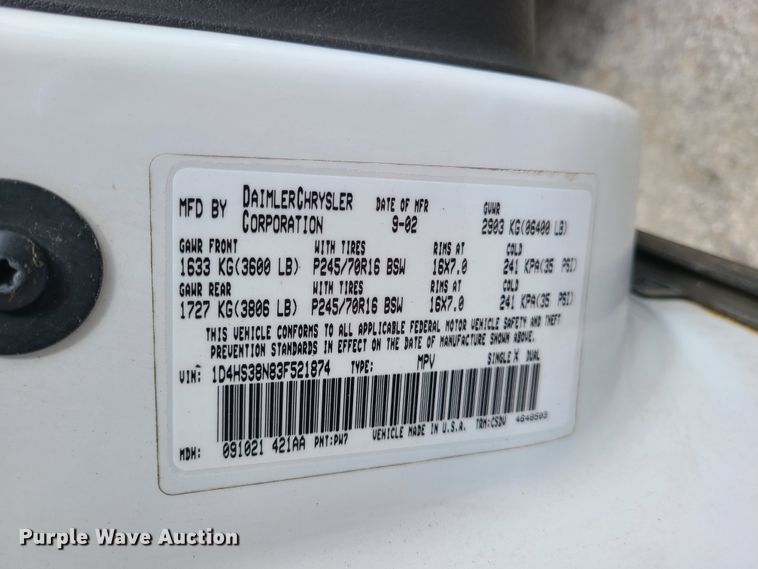 MFD BY DAIMLERCHRYSLER CORPORATION DATE OF MFR 9-02 GVWR 2903 KG(06400 LB)
GAWR FRONT WITH TIRES RIMS AT COLD
1633 KG(3600 LB) P245/70R16 BSW 16X7.0 241 KPA(35 PSI)
GAWR REAR WITH TIRES RIMS AT COLD
1727 KG(3806 LB) P245/70R16 BSW 16X7.0 241 KPA(35 PSI)
THIS VEHICLE CONFORMS TO ALL APPLICABLE FEDERAL MOTOR VEHICLE SAFETY AND THEFT
PREVENTION STANDARDS IN EFFECT ON THE DATE OF MANUFACTURE SHOWN ABOVE.
VIN: 1D4HS38N83F521874 TYPE: MPV SINGLE X DUAL
MDH: 091021 421AA PNT:PW7 VEHICLE MADE IN U.S.A. TRM:CSDV 4648503
Purple Wave Auction